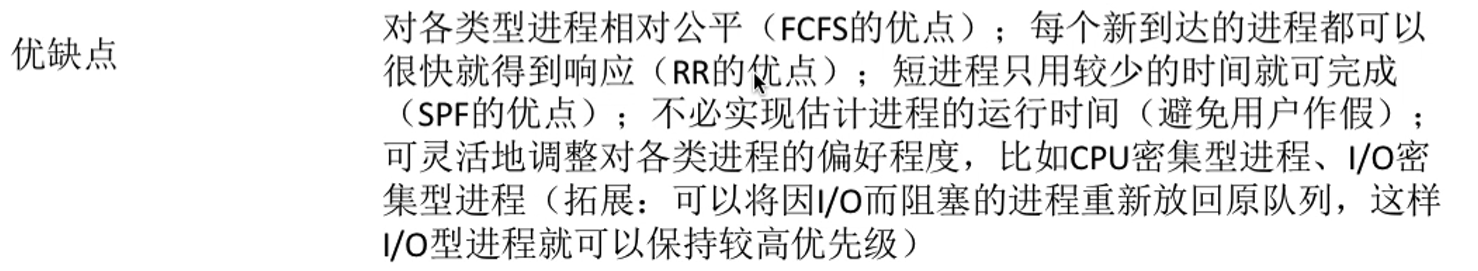 优缺点
对各类型进程相对公平（FCFS的优点）；每个新到达的进程都可以
很快就得到响应（RR的优点）；短进程只用较少的时间就可完成
（SPF的优点）；不必实现估计进程的运行时间（避免用户作假）；
可灵活地调整对各类进程的偏好程度，比如CPU密集型进程、I/O密
集型进程（拓展：可以将因I/O而阻塞的进程重新放回原队列，这样
I/O型进程就可以保持较高优先级）